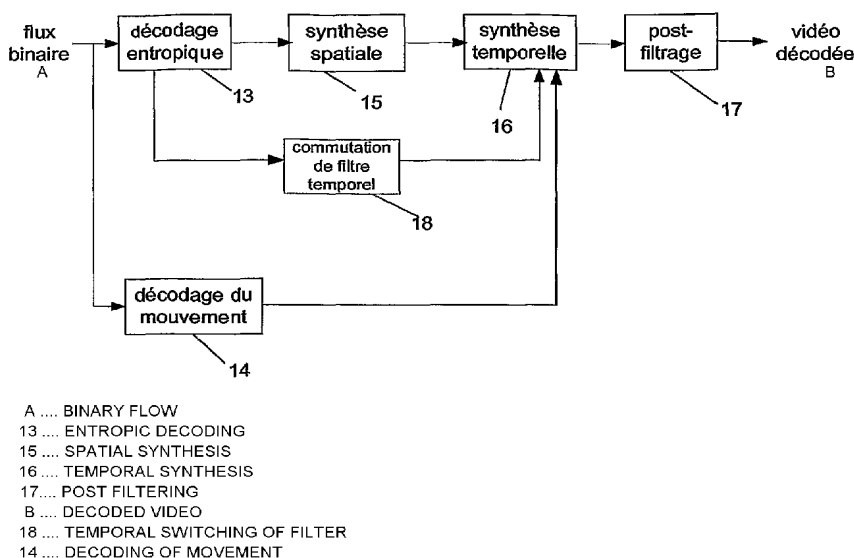 flux
binaire
A
décodage
entropique
13
synthèse
spatiale
15
synthèse
temporelle
16
post-
filtrage
17
vidéo
décodée
B
commutation
de filtre
temporel
18
décodage du
mouvement
14
A .... BINARY FLOW
13 .... ENTROPIC DECODING
15 .... SPATIAL SYNTHESIS
16 .... TEMPORAL SYNTHESIS
17.... POST FILTERING
B .... DECODED VIDEO
18 .... TEMPORAL SWITCHING OF FILTER
14 .... DECODING OF MOVEMENT